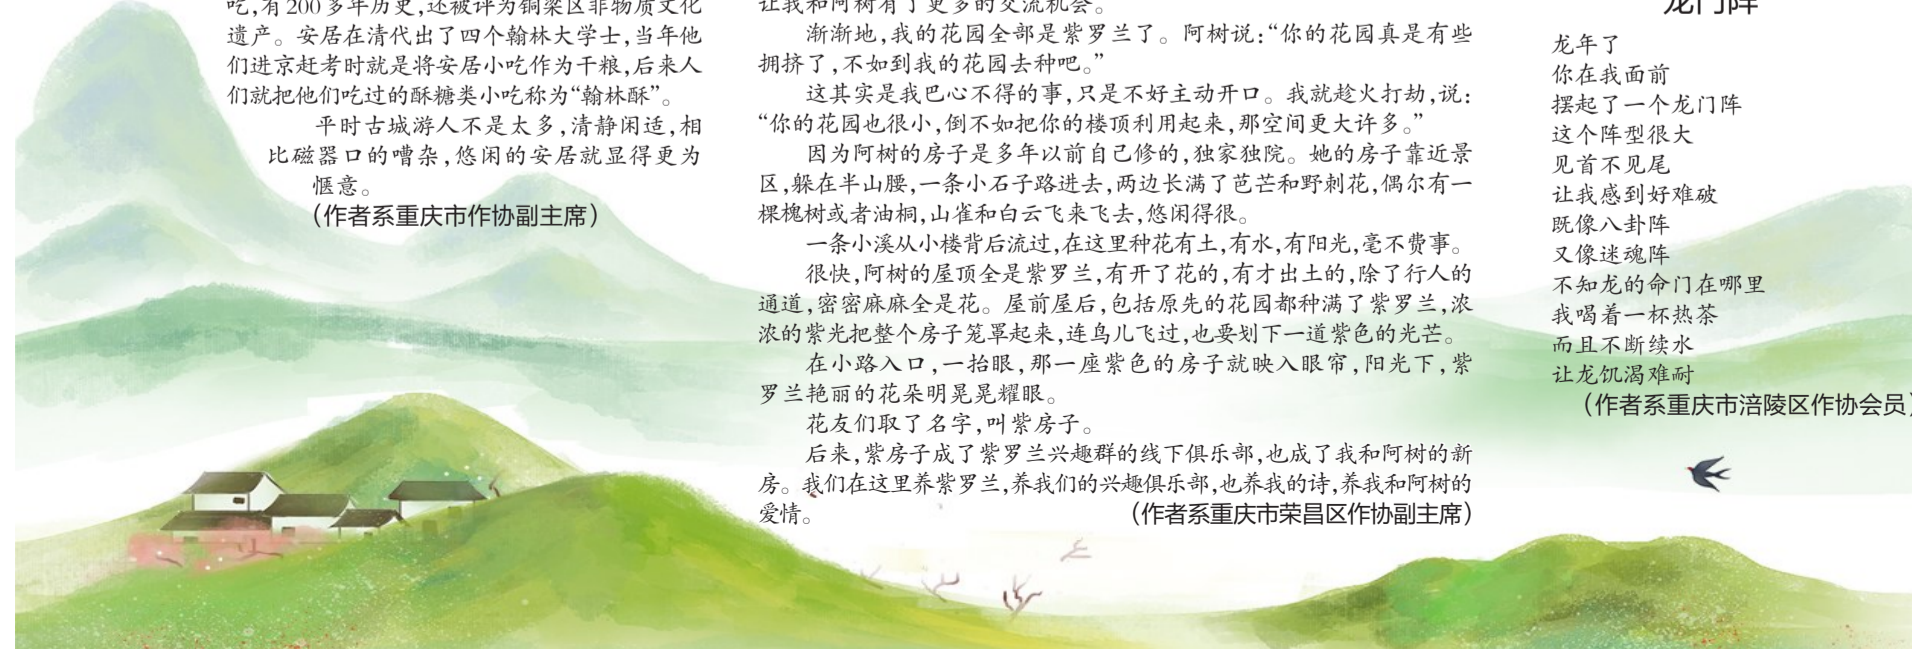 吃,有200多年历史,还被评为铜梁区非物质文化
遗产。安居在清代出了四个翰林大学士,当年他
们进京赶考时就是将安居小吃作为干粮,后来人
们就把他们吃过的酥糖类小吃称为“翰林酥”。
平时古城游人不是太多,清静闲适,相
比磁器口的嘈杂,悠闲的安居就显得更为
惬意。
（作者系重庆市作协副主席）
让我和阿树有了更多的交流机会。
渐渐地,我的花园全部是紫罗兰了。阿树说:“你的花园真是有些
拥挤了,不如到我的花园去种吧。”
这其实是我巴心不得的事,只是不好主动开口。我就趁火打劫,说:
“你的花园也很小,倒不如把你的楼顶利用起来,那空间更大许多。”
因为阿树的房子是多年以前自己修的,独家独院。她的房子靠近景
区,躲在半山腰,一条小石子路进去,两边长满了芭芒和野刺花,偶尔有一
棵槐树或者油桐,山雀和白云飞来飞去,悠闲得很。
一条小溪从小楼背后流过,在这里种花有土,有水,有阳光,毫不费事。
很快,阿树的屋顶全是紫罗兰,有开了花的,有才出土的,除了行人的
通道,密密麻麻全是花。屋前屋后,包括原先的花园都种满了紫罗兰,浓
浓的紫光把整个房子笼罩起来,连鸟儿飞过,也要划下一道紫色的光芒。
在小路入口,一抬眼,那一座紫色的房子就映入眼帘,阳光下,紫
罗兰艳丽的花朵明晃晃耀眼。
花友们取了名字,叫紫房子。
后来,紫房子成了紫罗兰兴趣群的线下俱乐部,也成了我和阿树的新
房。我们在这里养紫罗兰,养我们的兴趣俱乐部,也养我的诗,养我和阿树的
爱情。
（作者系重庆市荣昌区作协副主席）
龙门阵
龙年了
你在我面前
摆起了一个龙门阵
这个阵型很大
见首不见尾
让我感到好难破
既像八卦阵
又像迷魂阵
不知龙的命门在哪里
我喝着一杯热茶
而且不断续水
让龙饥渴难耐
（作者系重庆市涪陵区作协会员）